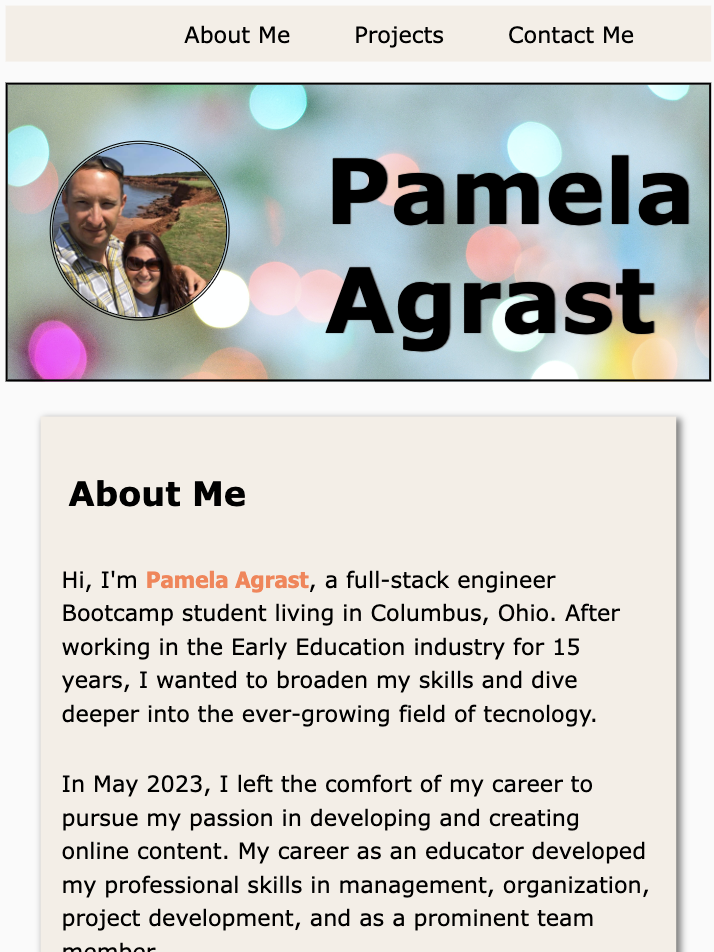 About Me Projects Contact Me
Pamela
Agrast
About Me
Hi, I'm Pamela Agrast, a full-stack engineer
Bootcamp student living in Columbus, Ohio. After
working in the Early Education industry for 15
years, I wanted to broaden my skills and dive
deeper into the ever-growing field of tecnology.
In May 2023, I left the comfort of my career to
pursue my passion in developing and creating
online content. My career as an educator developed
my professional skills in management, organization,
project development, and as a prominent team
member.